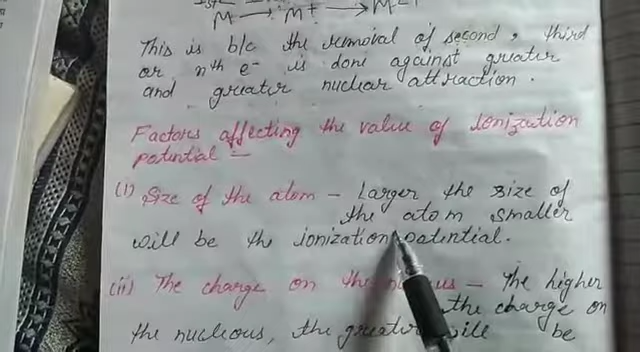 M → M+ → M
This is b/c the removal of second, third
or nth e- is done against greater
and greater nuclear attraction.
Factors affecting the value of Ionization
potential :-
(i) Size of the atom - Larger the size of
the atom smaller
will be the ionization potential.
(ii) The charge on the - The higher
the charge on
the nucleous, the greater will be